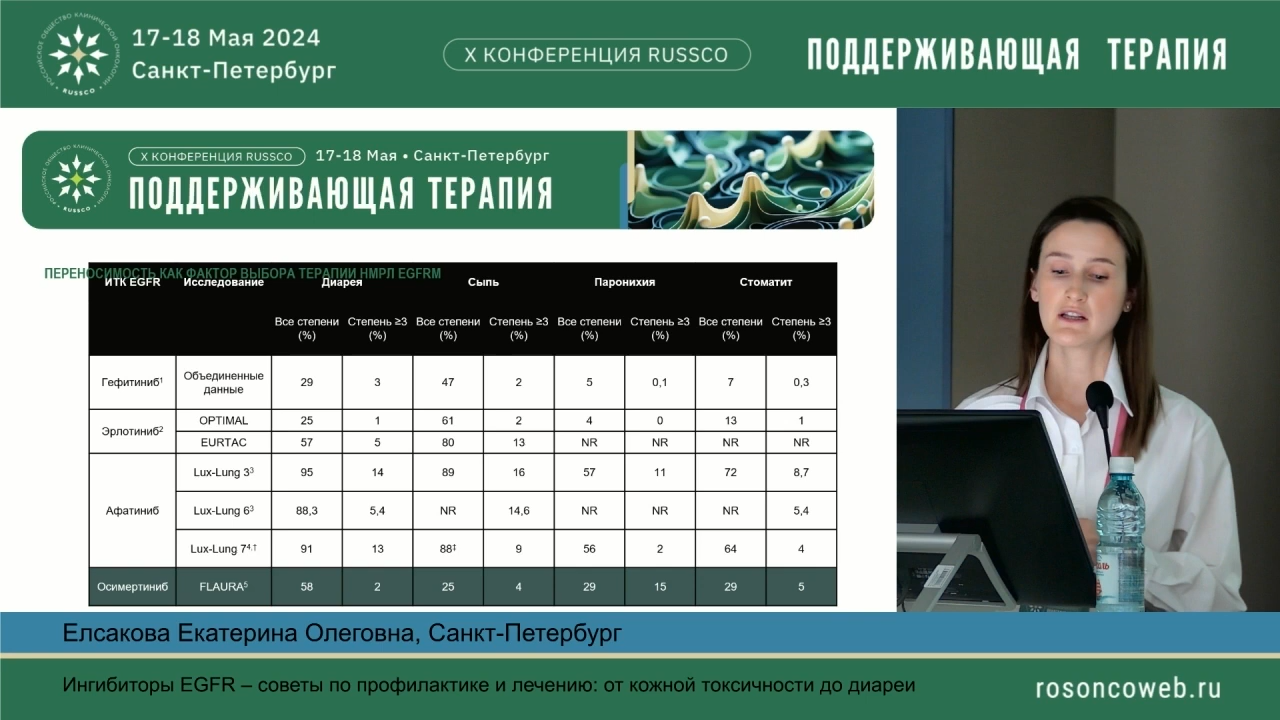 17-18 Мая 2024
Санкт-Петербург
X КОНФЕРЕНЦИЯ RUSSCO
ПОДДЕРЖИВАЮЩАЯ ТЕРАПИЯ
РОССИЙСКОЕ ОБЩЕСТВО КЛИНИЧЕСКОЙ ОНКОЛОГИИ
• RUSSCO •
X КОНФЕРЕНЦИЯ RUSSCO 17-18 Мая • Санкт-Петербург
ПОДДЕРЖИВАЮЩАЯ ТЕРАПИЯ
• RUSSCO •
ПЕРЕНОСИМОСТЬ КАК ФАКТОР ВЫБОРА ТЕРАПИИ НМРЛ EGFRM
ИТК EGFR Исследование Диарея Сыпь Паронихия Стоматит
Все степени (%) Степень ≥3 (%) Все степени (%) Степень ≥3 (%) Все степени (%) Степень ≥3 (%) Все степени (%) Степень ≥3 (%)
Гефитиниб¹ Объединенные данные 29 3 47 2 5 0,1 7 0,3
Эрлотиниб² OPTIMAL 25 1 61 2 4 0 13 1
EURTAC 57 5 80 13 NR NR NR NR
Афатиниб Lux-Lung 3³ 95 14 89 16 57 11 72 8,7
Lux-Lung 6³ 88,3 5,4 NR 14,6 NR NR NR 5,4
Lux-Lung 7⁴,† 91 13 88‡ 9 56 2 64 4
Осимертиниб FLAURA⁵ 58 2 25 4 29 15 29 5
Елсакова Екатерина Олеговна, Санкт-Петербург
Ингибиторы EGFR – советы по профилактике и лечению: от кожной токсичности до диареи
rosoncoweb.ru